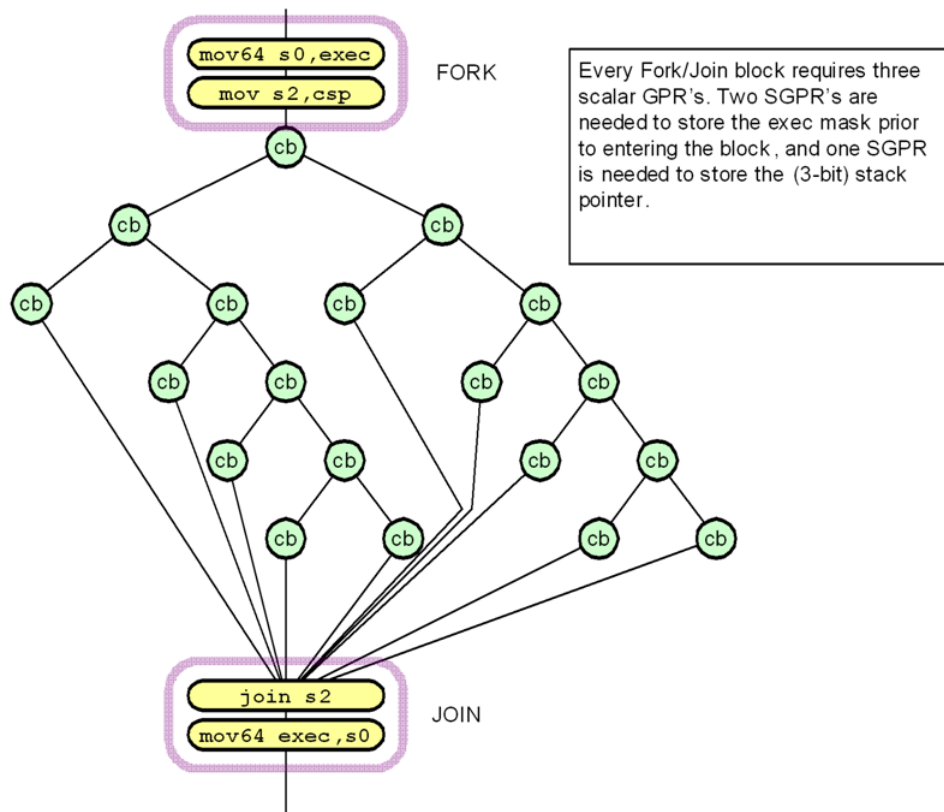 mov64 s0,exec
mov s2,csp
FORK
Every Fork/Join block requires three
scalar GPR's. Two SGPR's are
needed to store the exec mask prior
to entering the block, and one SGPR
is needed to store the (3-bit) stack
pointer.
cb
cb cb
cb cb cb cb
cb cb cb cb
cb cb cb cb
cb cb cb cb
join s2
mov64 exec,s0
JOIN